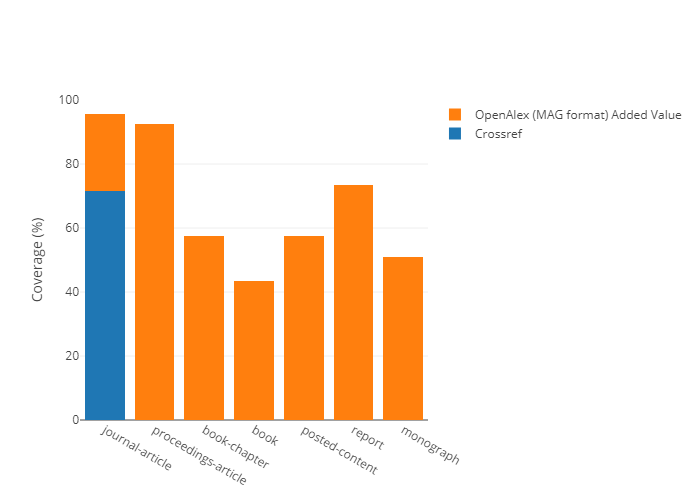 OpenAlex (MAG format) Added Value
Crossref
Coverage (%)
100
80
60
40
20
0
journal-article
proceedings-article
book-chapter
book
posted-content
report
monograph